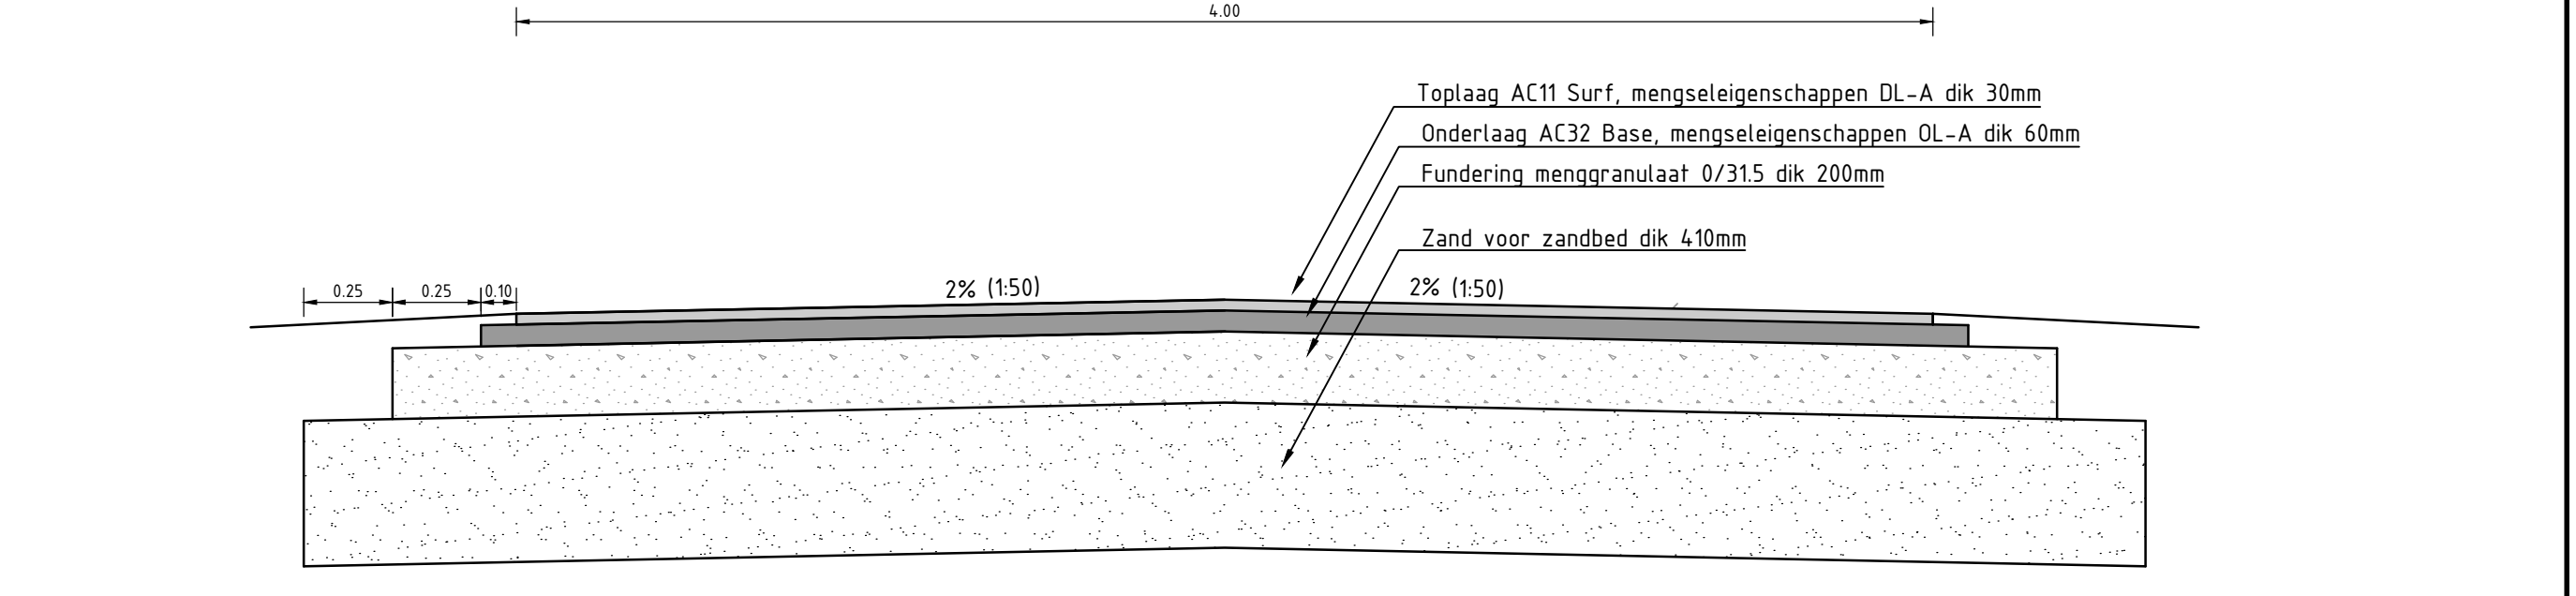 4.00
Toplaag AC11 Surf, mengseleigenschappen DL-A dik 30mm
Onderlaag AC32 Base, mengseleigenschappen OL-A dik 60mm
Fundering menggranulaat 0/31.5 dik 200mm
Zand voor zandbed dik 410mm
0.25 0.25 0.10 2% (1:50) 2% (1:50)